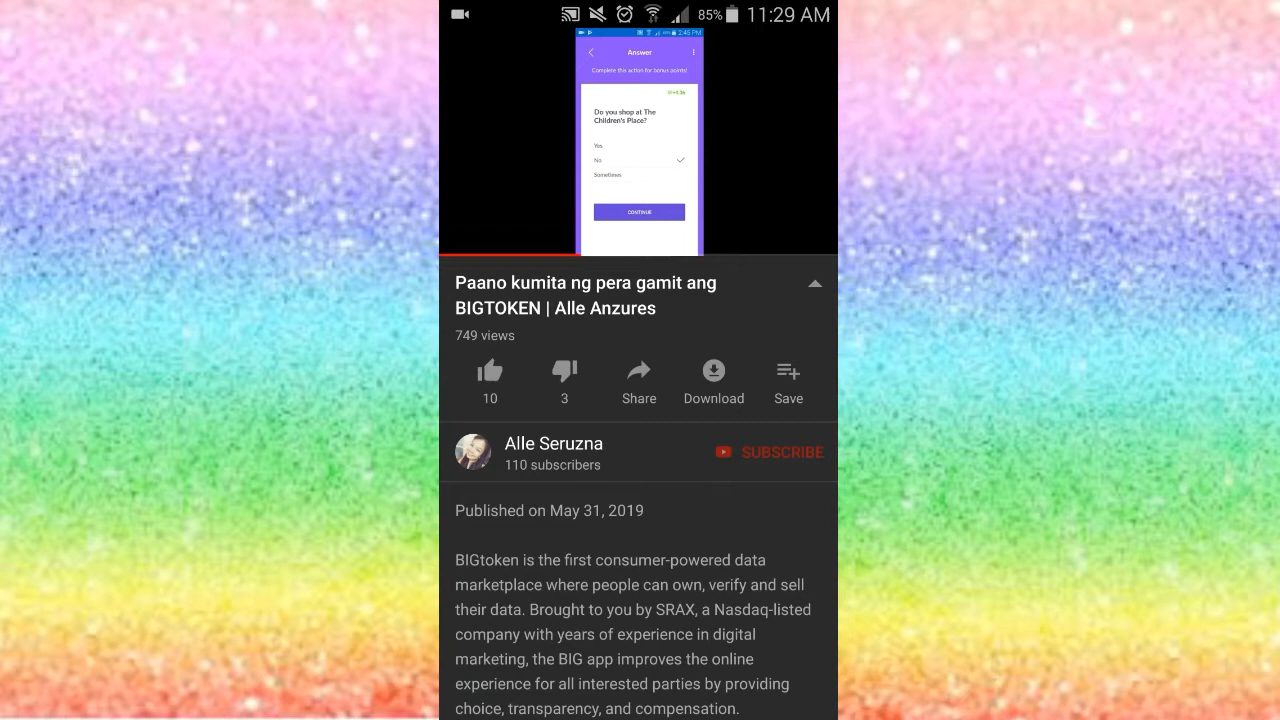 85% 11:29 AM
2:45 PM
Answer
Complete this action for bonus points!
Do you shop at The
Children's Place?
Yes
No
Sometimes
CONTINUE
Paano kumita ng pera gamit ang
BIGTOKEN | Alle Anzures
749 views
10 3 Share Download Save
Alle Seruzna
110 subscribers
SUBSCRIBE
Published on May 31, 2019
BIGtoken is the first consumer-powered data
marketplace where people can own, verify and sell
their data. Brought to you by SRAX, a Nasdaq-listed
company with years of experience in digital
marketing, the BIG app improves the online
experience for all interested parties by providing
choice, transparency, and compensation.